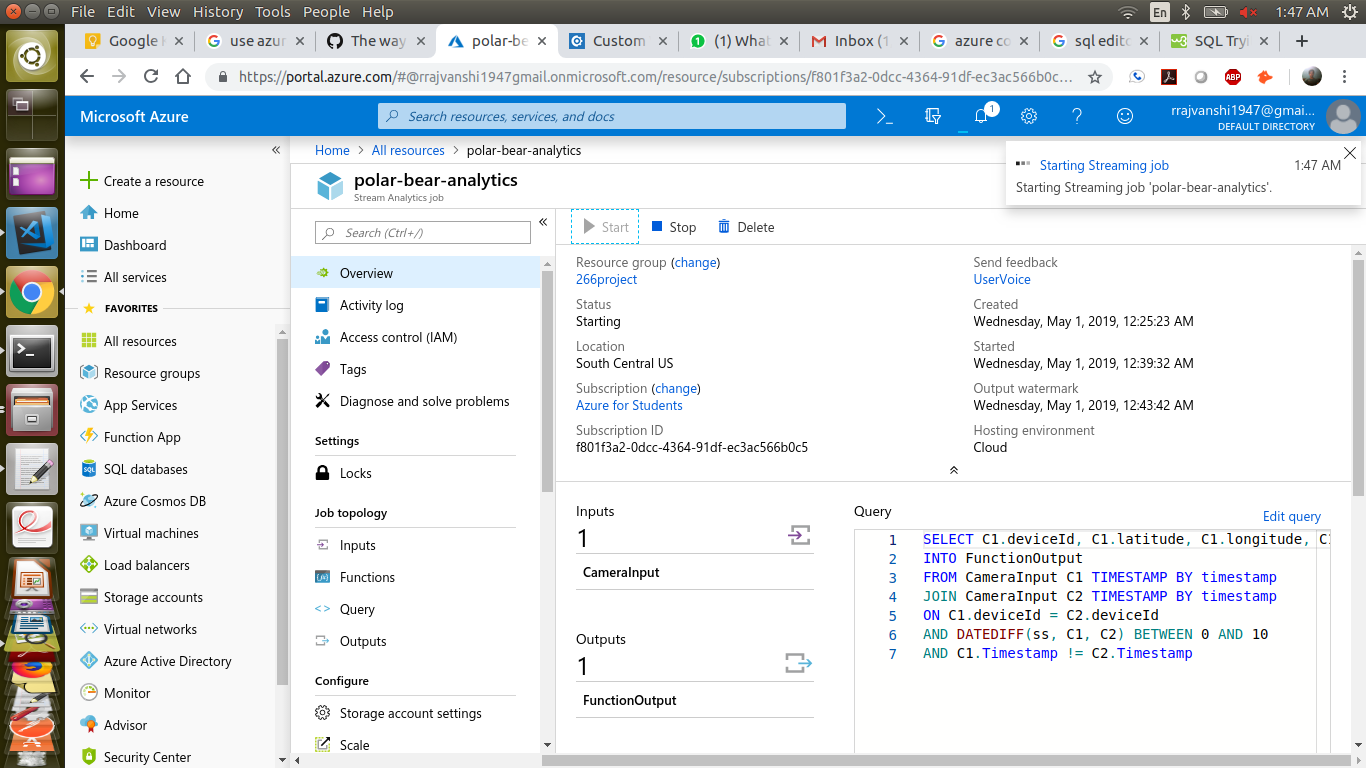 File Edit View History Tools People Help
En
1:47 AM
Google
use azur
The way
polar-be
Custom
(1) What
Inbox (1
azure co
sql edito
SQL Tryi
https://portal.azure.com/#@rrajvanshi1947gmail.onmicrosoft.com/resource/subscriptions/f801f3a2-0dcc-4364-91df-ec3ac566b0c...
ABP
Microsoft Azure
Search resources, services, and docs
1
rrajvanshi1947@gmai...
DEFAULT DIRECTORY
Create a resource
Home
Dashboard
All services
FAVORITES
All resources
Resource groups
App Services
Function App
SQL databases
Azure Cosmos DB
Virtual machines
Load balancers
Storage accounts
Virtual networks
Azure Active Directory
Monitor
Advisor
Security Center
Home > All resources > polar-bear-analytics
polar-bear-analytics
Stream Analytics job
Starting Streaming job
1:47 AM
Starting Streaming job 'polar-bear-analytics'.
Search (Ctrl+/)
Overview
Activity log
Access control (IAM)
Tags
Diagnose and solve problems
Settings
Locks
Job topology
Inputs
Functions
Query
Outputs
Configure
Storage account settings
Scale
Start
Stop
Delete
Resource group (change)
266project
Status
Starting
Location
South Central US
Subscription (change)
Azure for Students
Subscription ID
f801f3a2-0dcc-4364-91df-ec3ac566b0c5
Send feedback
UserVoice
Created
Wednesday, May 1, 2019, 12:25:23 AM
Started
Wednesday, May 1, 2019, 12:39:32 AM
Output watermark
Wednesday, May 1, 2019, 12:43:42 AM
Hosting environment
Cloud
Inputs
1
CameraInput
Outputs
1
FunctionOutput
Query
Edit query
1 SELECT C1.deviceId, C1.latitude, C1.longitude, C
2 INTO FunctionOutput
3 FROM CameraInput C1 TIMESTAMP BY timestamp
4 JOIN CameraInput C2 TIMESTAMP BY timestamp
5 ON C1.deviceId = C2.deviceId
6 AND DATEDIFF(ss, C1, C2) BETWEEN 0 AND 10
7 AND C1.Timestamp != C2.Timestamp